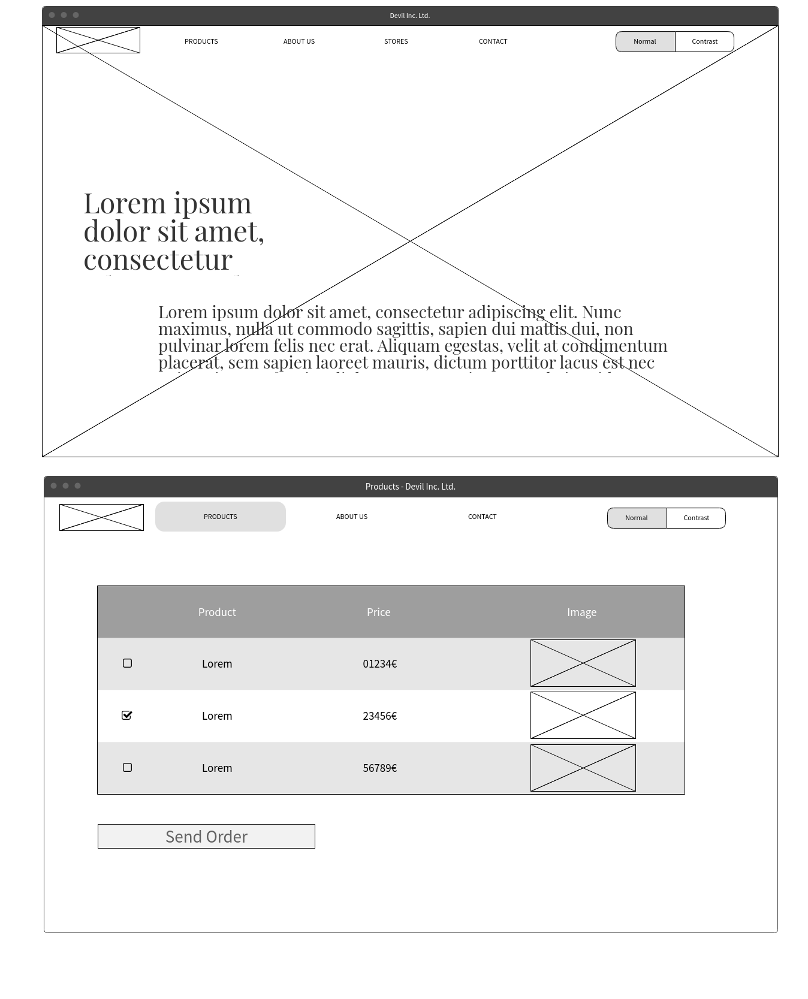 Devil Inc. Ltd.
PRODUCTS ABOUT US STORES CONTACT Normal Contrast
Lorem ipsum
dolor sit amet,
consectetur
Lorem ipsum dolor sit amet, consectetur adipiscing elit. Nunc
maximus, nulla ut commodo sagittis, sapien dui mattis dui, non
pulvinar lorem felis nec erat. Aliquam egestas, velit at condimentum
placerat, sem sapien laoreet mauris, dictum porttitor lacus est nec
Products - Devil Inc. Ltd.
PRODUCTS ABOUT US CONTACT Normal Contrast
Product Price Image
Lorem 01234€
Lorem 23456€
Lorem 56789€
Send Order